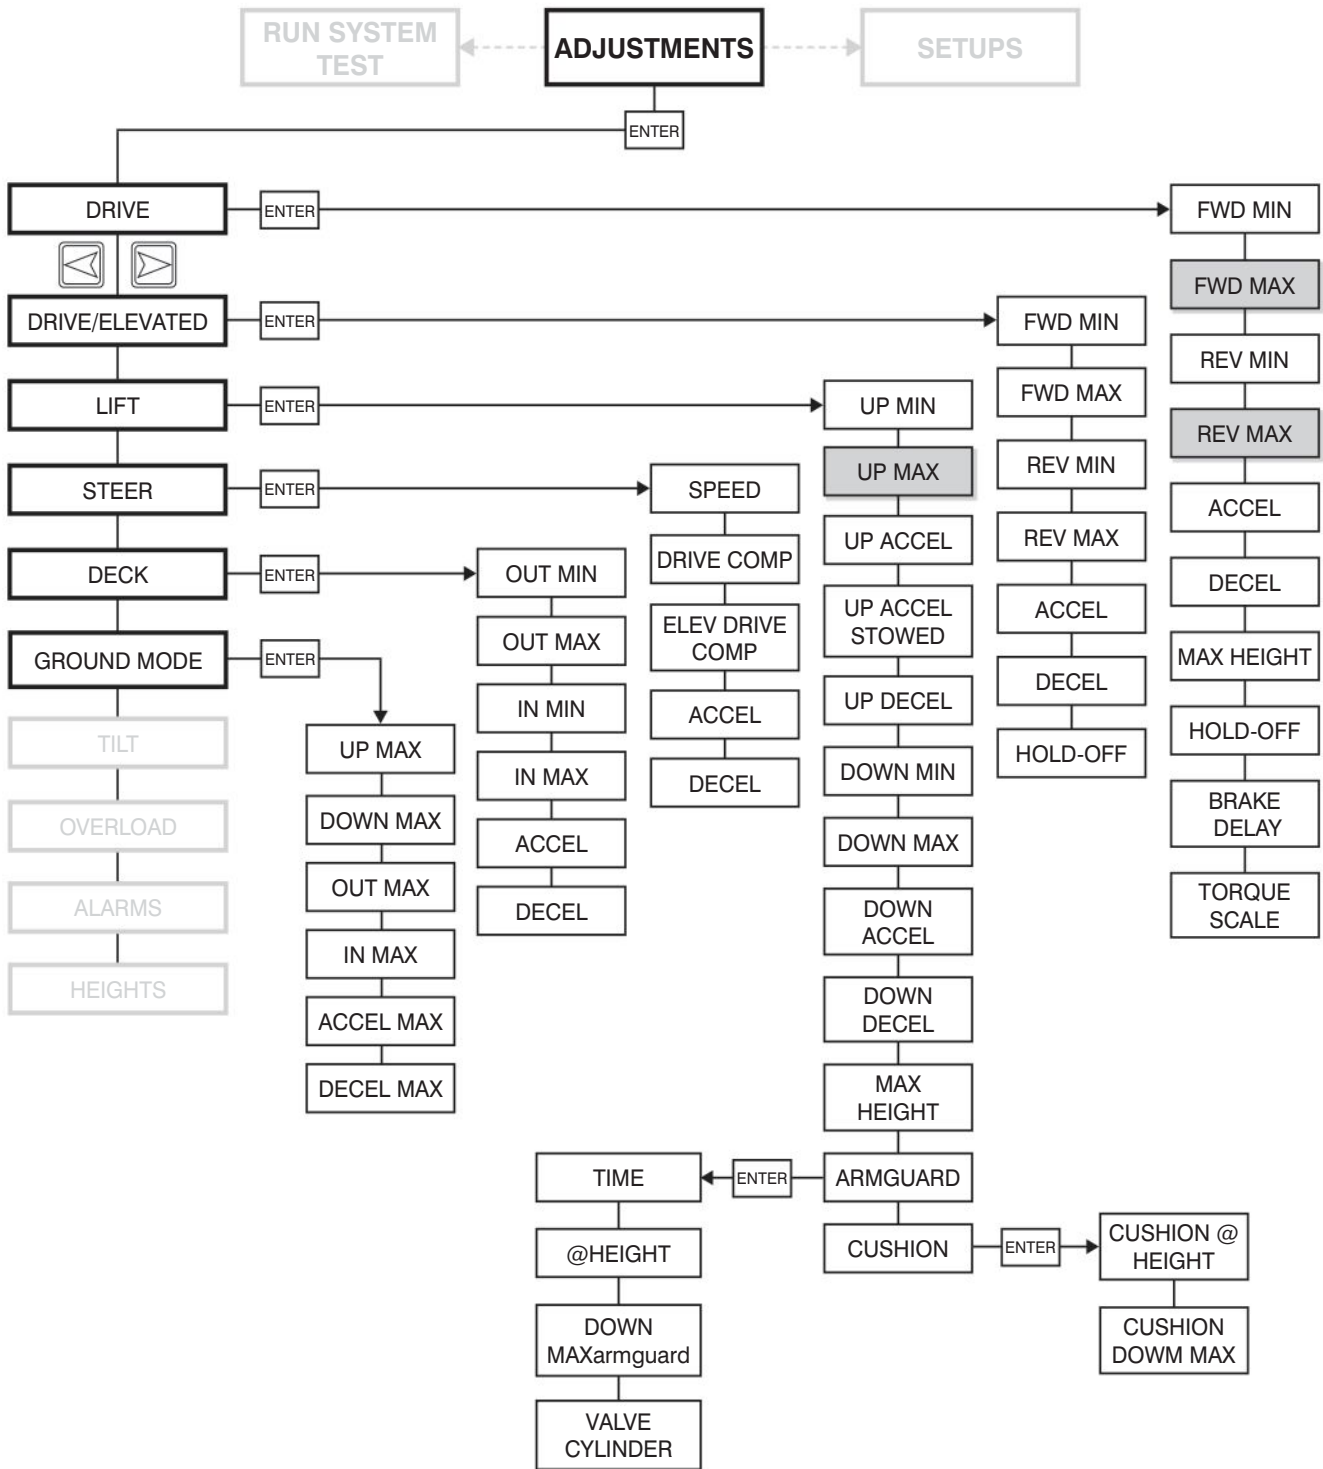 RUN SYSTEM
TEST
ADJUSTMENTS
SETUPS
ENTER
DRIVE
ENTER
FWD MIN
FWD MAX
REV MIN
REV MAX
ACCEL
DECEL
MAX HEIGHT
HOLD-OFF
BRAKE
DELAY
TORQUE
SCALE
DRIVE/ELEVATED
ENTER
FWD MIN
FWD MAX
REV MIN
REV MAX
ACCEL
DECEL
HOLD-OFF
LIFT
ENTER
UP MIN
UP MAX
UP ACCEL
UP ACCEL
STOWED
UP DECEL
DOWN MIN
DOWN MAX
DOWN
ACCEL
DOWN
DECEL
MAX
HEIGHT
ARMGUARD
ENTER
TIME
@HEIGHT
DOWN
MAXarmguard
VALVE
CYLINDER
CUSHION
ENTER
CUSHION @
HEIGHT
CUSHION
DOWM MAX
STEER
ENTER
SPEED
DRIVE COMP
ELEV DRIVE
COMP
ACCEL
DECEL
DECK
ENTER
OUT MIN
OUT MAX
IN MIN
IN MAX
ACCEL
DECEL
GROUND MODE
ENTER
UP MAX
DOWN MAX
OUT MAX
IN MAX
ACCEL MAX
DECEL MAX
TILT
OVERLOAD
ALARMS
HEIGHTS